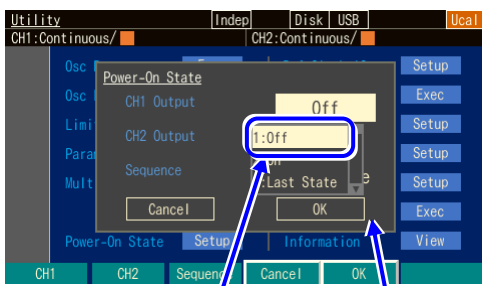 Utility Indep Disk USB Ucal
CH1:Continuous/ CH2:Continuous/
Osc Setup
Power-On State
Osc Exec
CH1 Output Off
Limi Setup
CH2 Output 1:Off
Para Setup
Sequence :Last State
Mult Setup
Cancel OK
Exec
Power-On State Setup Information View
CH1 CH2 Sequenc Cancel OK